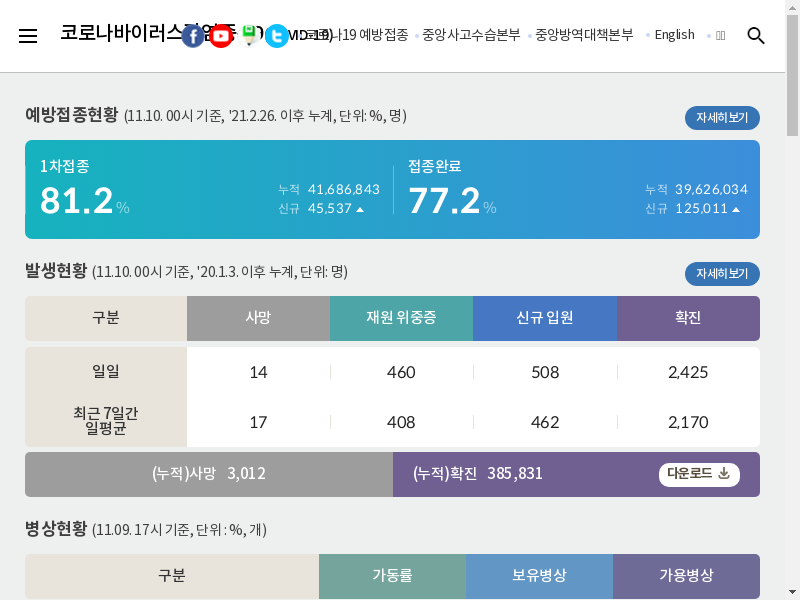 코로나바이러스감염증
코로나19 예방접종
중앙사고수습본부
중앙방역대책본부
English
예방접종현황 (11.10. 00시 기준, '21.2.26. 이후 누계, 단위: %, 명)
자세히보기
1차접종
81.2 %
누적 41,686,843
신규 45,537
접종완료
77.2 %
누적 39,626,034
신규 125,011
발생현황 (11.10. 00시 기준, '20.1.3. 이후 누계, 단위: 명)
자세히보기
구분 사망 재원 위중증 신규 입원 확진
일일 14 460 508 2,425
최근 7일간
일평균 17 408 462 2,170
(누적)사망 3,012
(누적)확진 385,831
다운로드
병상현황 (11.09. 17시 기준, 단위 : %, 개)
구분 가동률 보유병상 가용병상